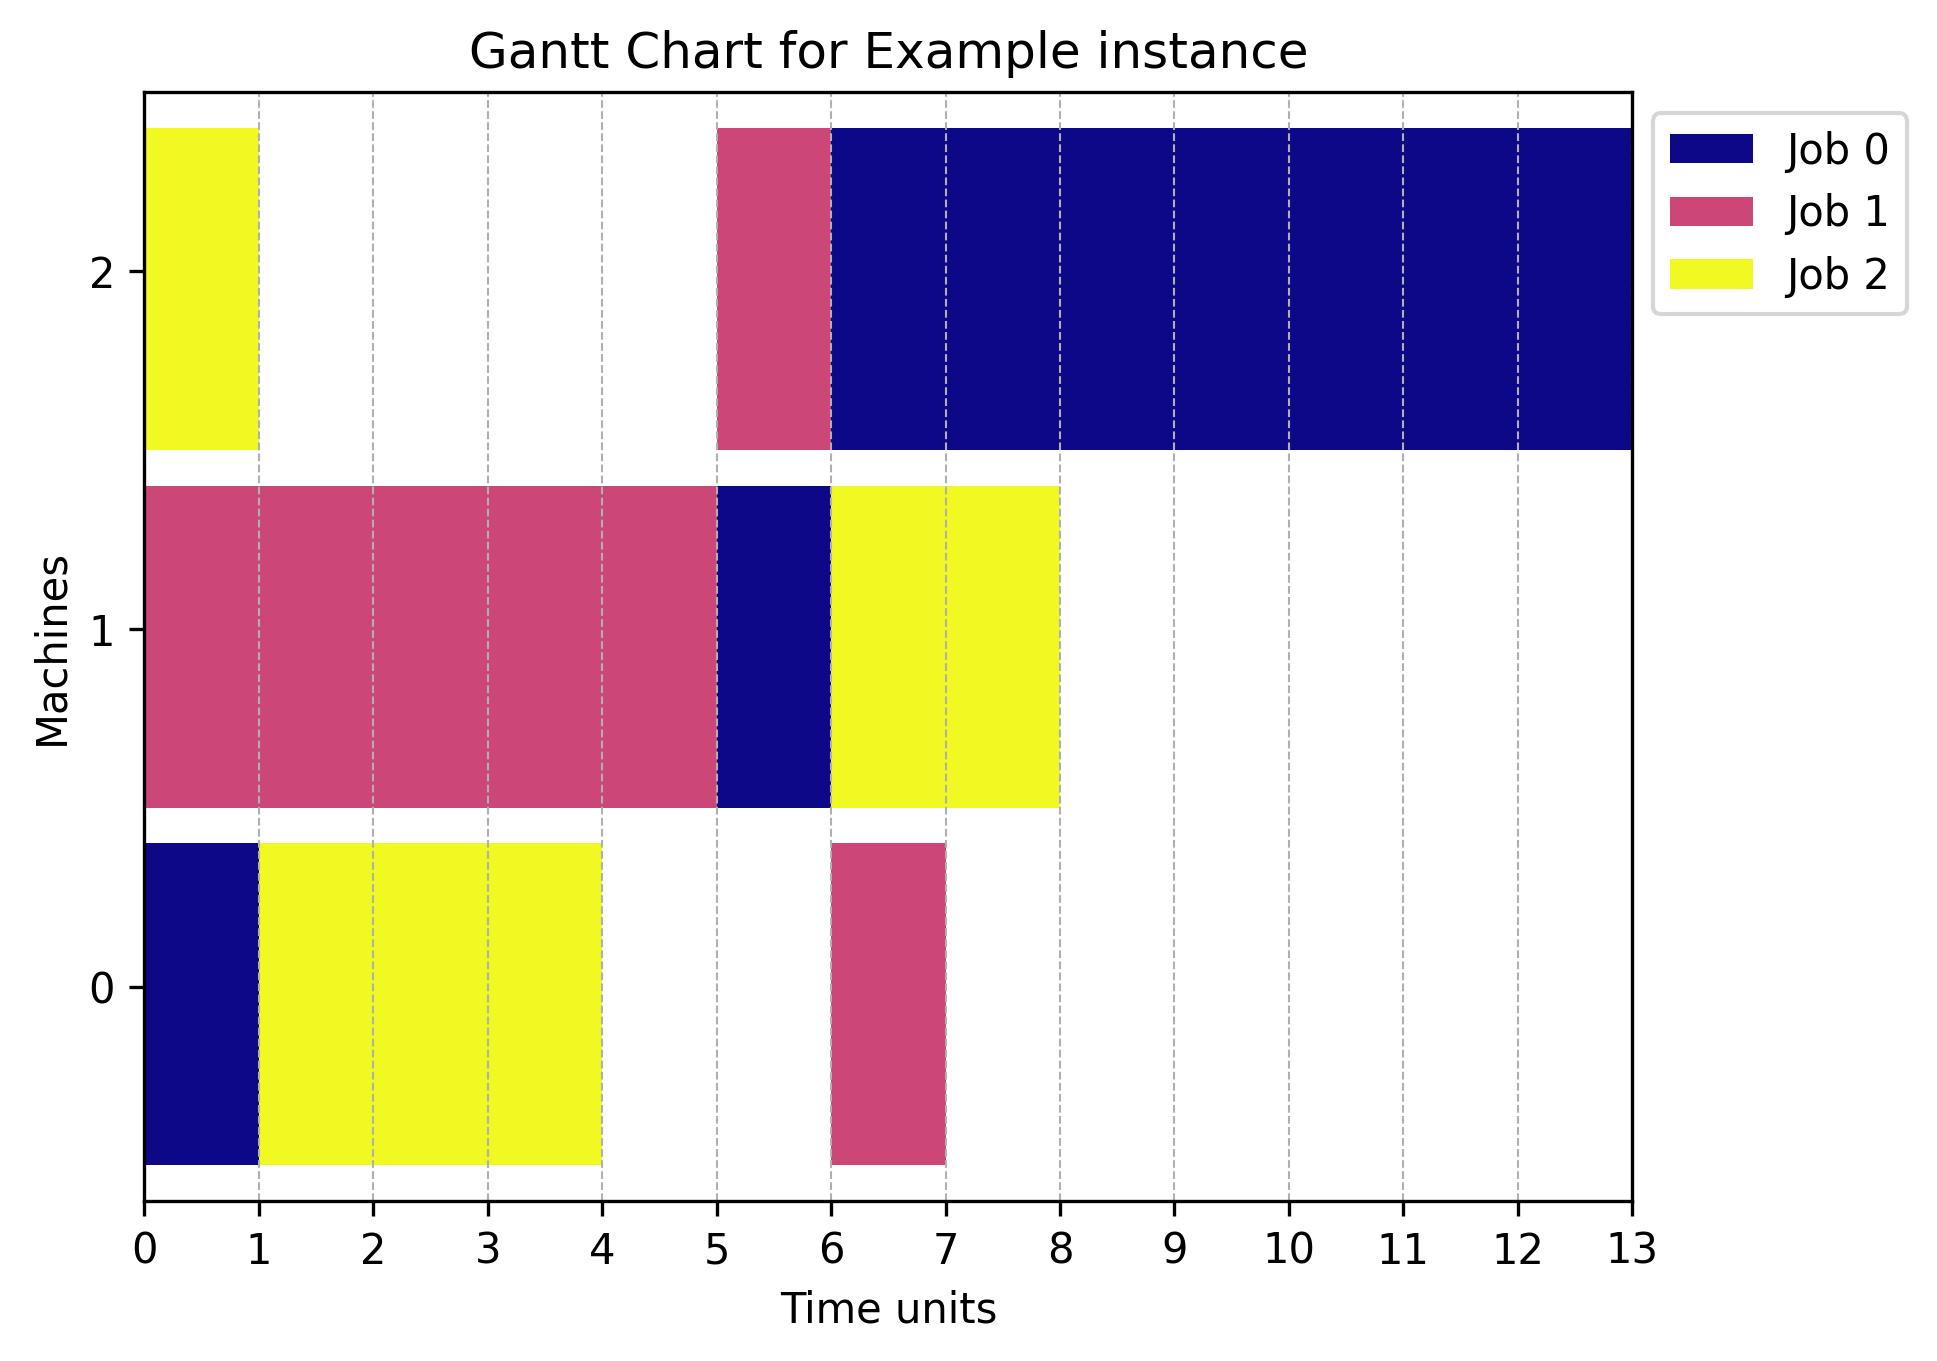 Gantt Chart for Example instance
Job 0
Job 1
Job 2
2
1
0
Machines
0 1 2 3 4 5 6 7 8 9 10 11 12 13
Time units